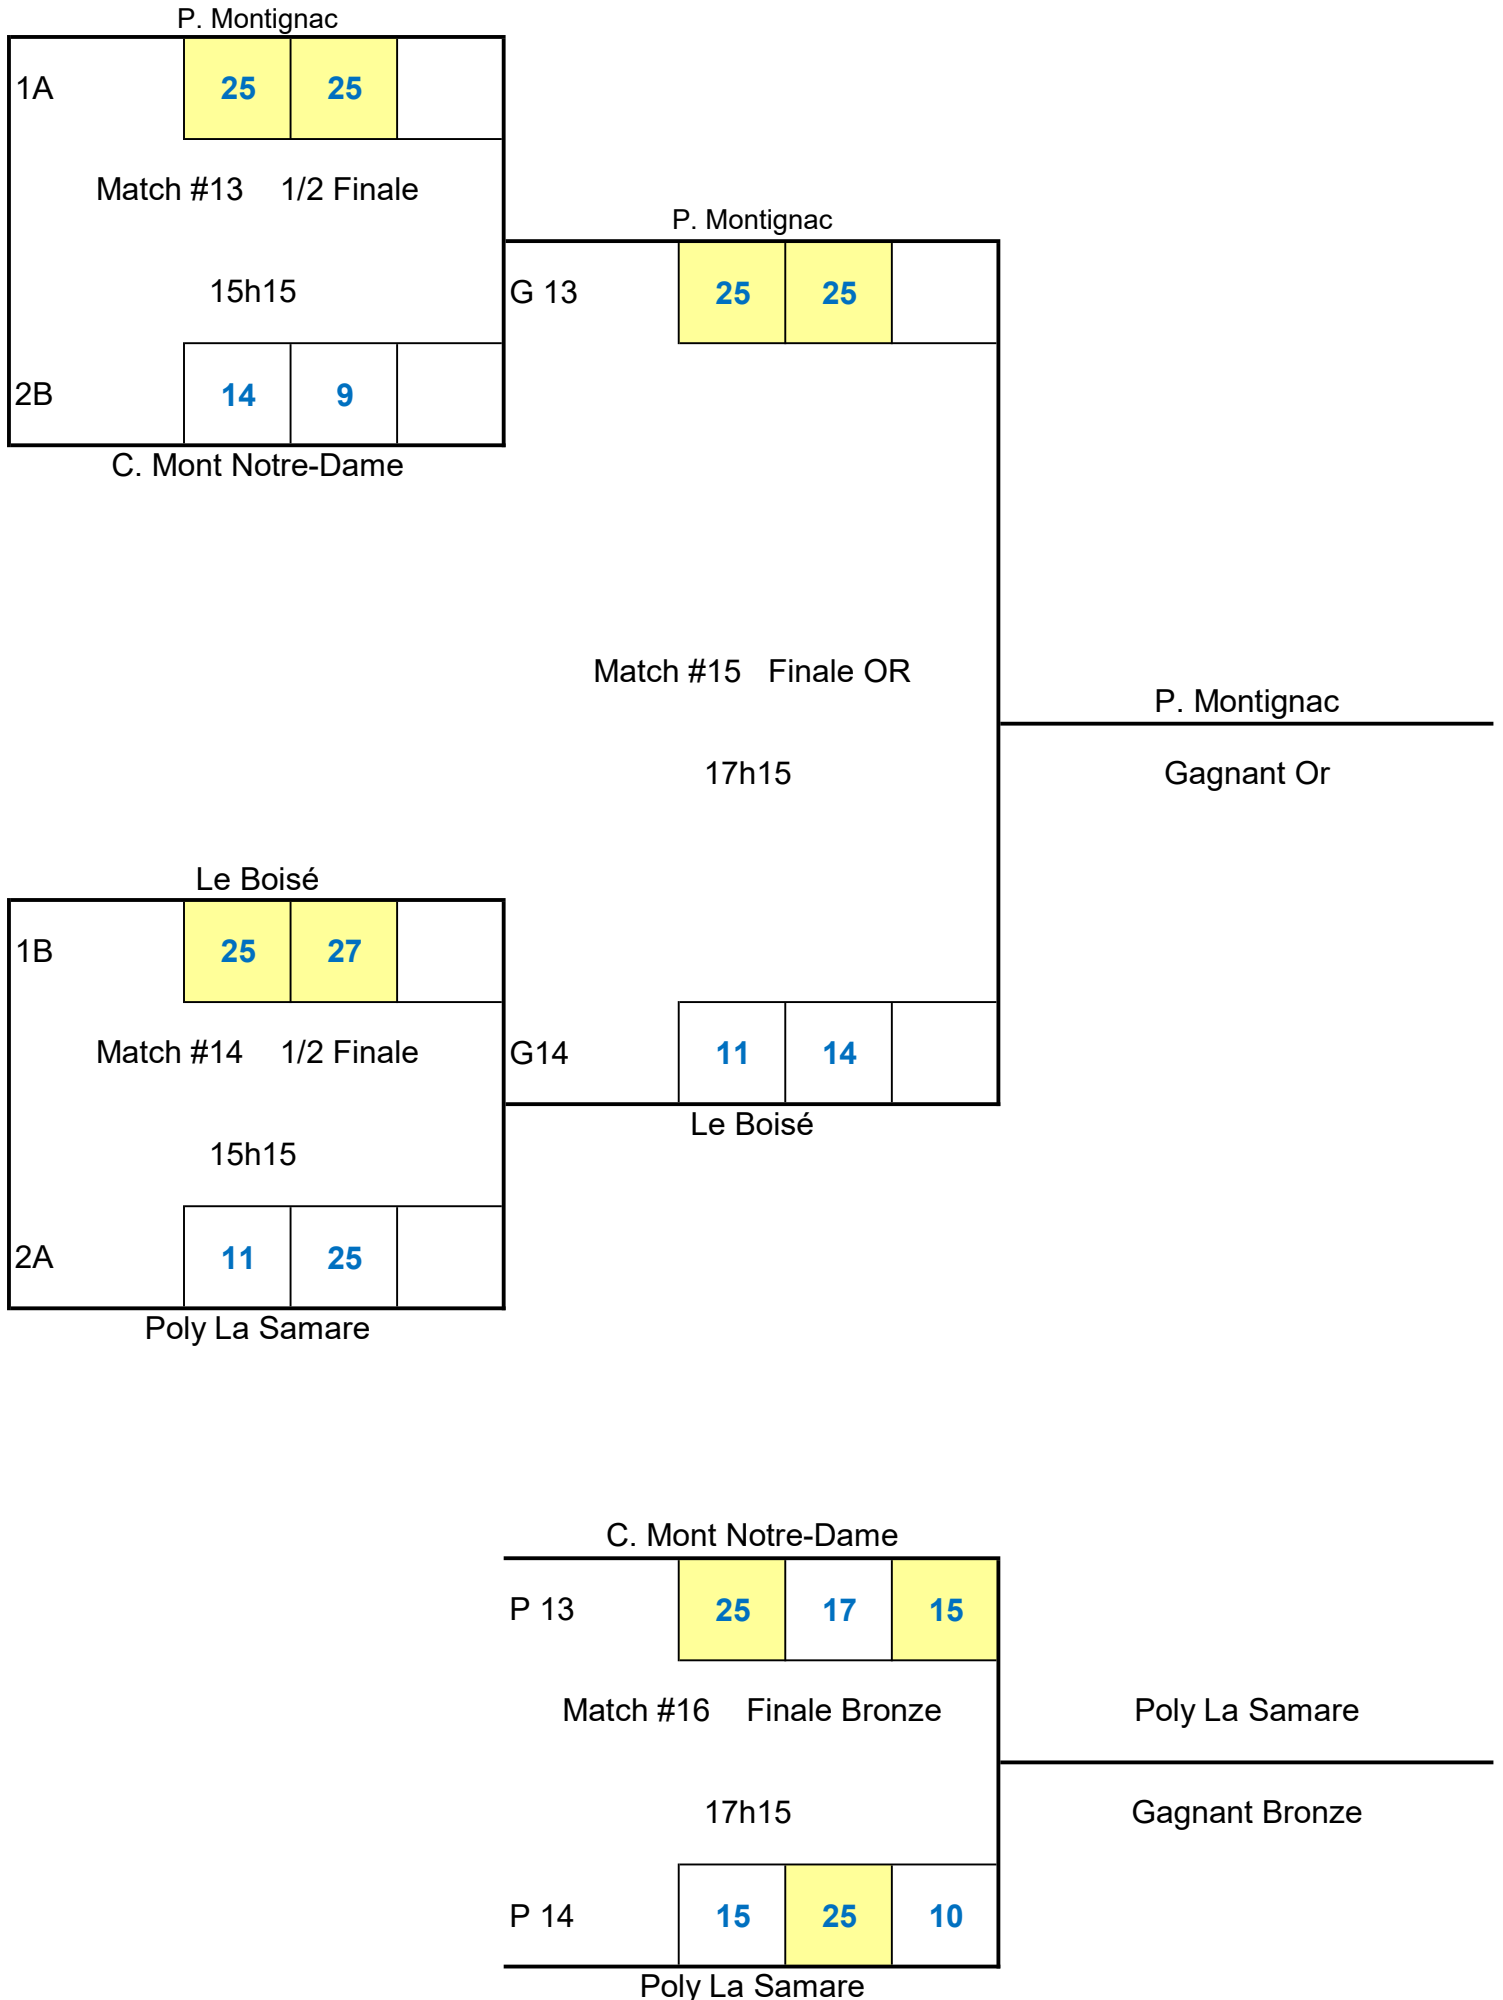 P. Montignac
1A 25 25
Match #13 1/2 Finale
15h15
2B 14 9
C. Mont Notre-Dame
P. Montignac
G 13 25 25
Match #15 Finale OR
17h15
P. Montignac
Gagnant Or
Le Boisé
1B 25 27
Match #14 1/2 Finale
15h15
2A 11 25
Poly La Samare
G14 11 14
Le Boisé
C. Mont Notre-Dame
P 13 25 17 15
Match #16 Finale Bronze
17h15
P 14 15 25 10
Poly La Samare
Poly La Samare
Gagnant Bronze